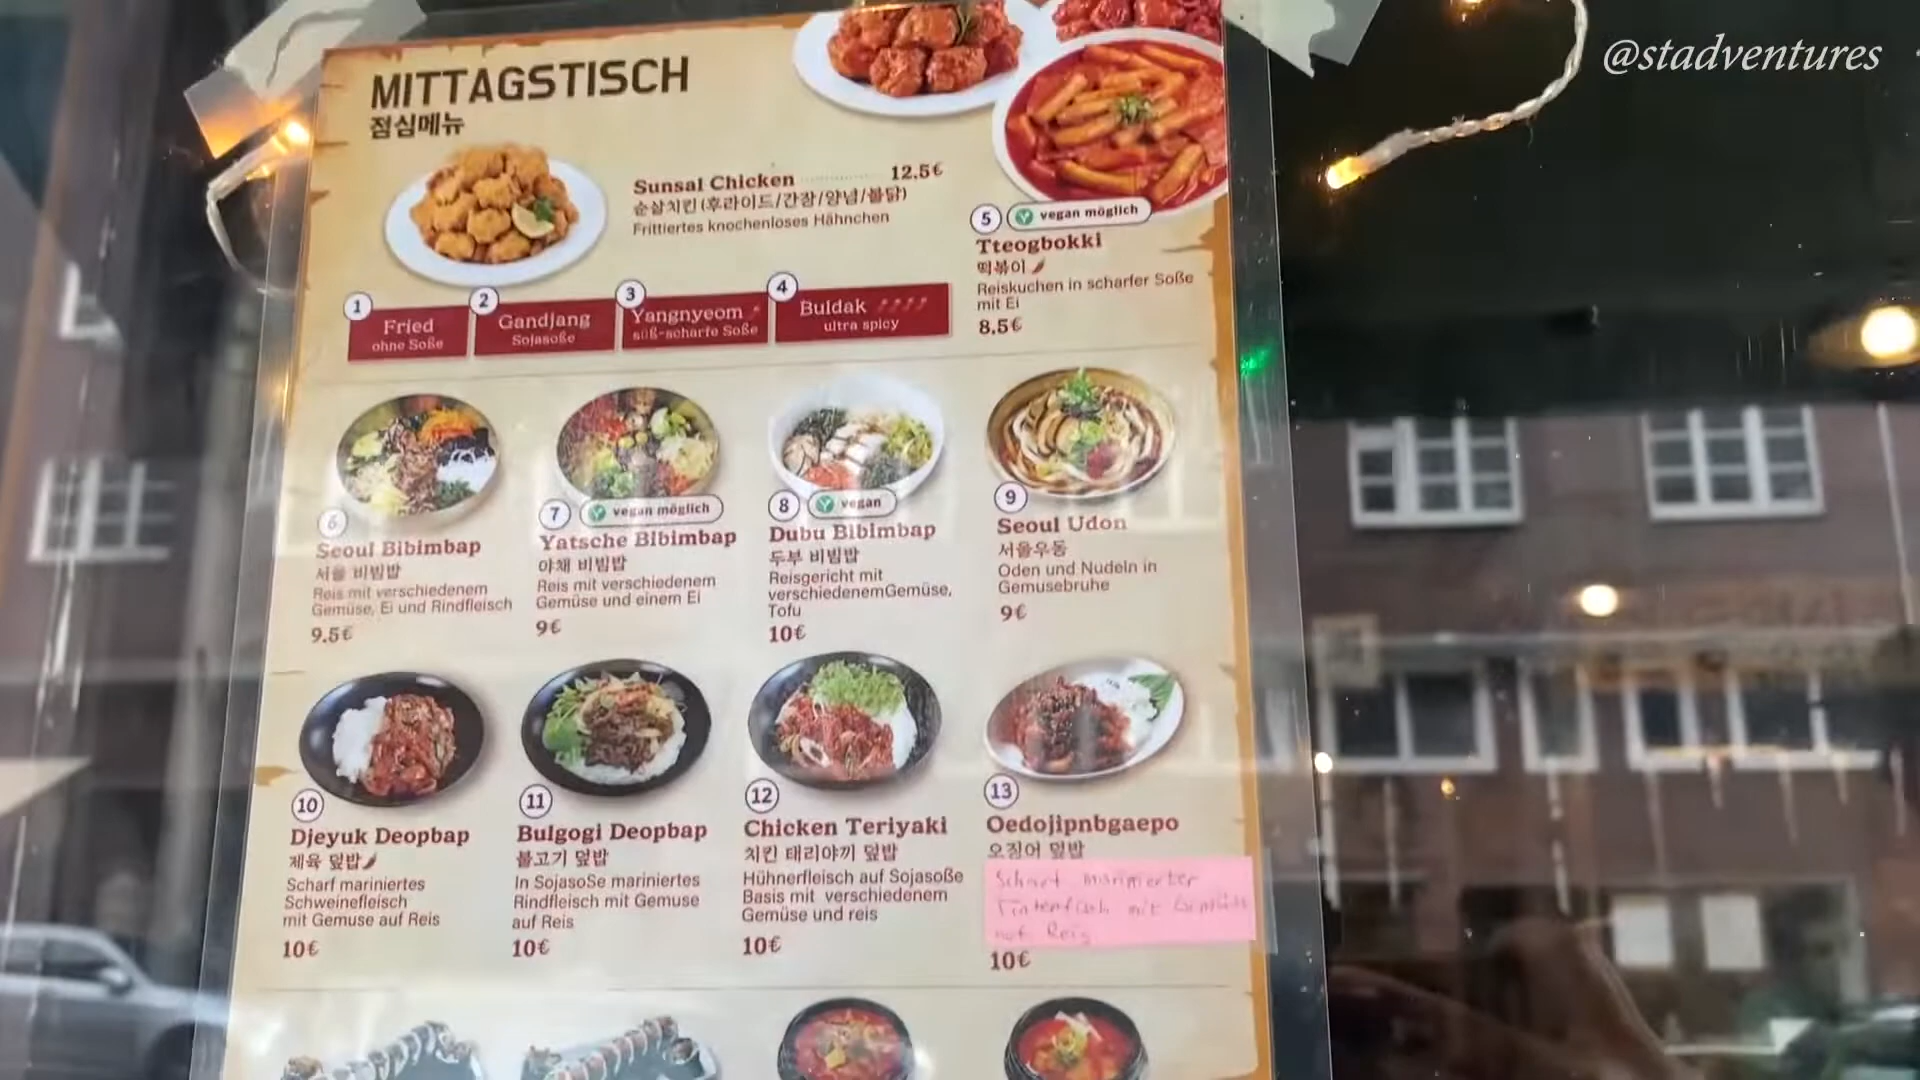 @stadventures
MITTAGSTISCH
점심메뉴
Sunsal Chicken 12,5€
순살치킨 (후라이드/간장/양념/불닭)
Frittiertes knochenloses Hähnchen
1
Fried
ohne Soße
2
Gandjang
Sojasoße
3
Yangnyeom
süß-scharfe Soße
4
Buldak
ultra spicy
5 vegan möglich
Tteogbokki
떡볶이
Reiskuchen in scharfer Soße
mit Ei
8,5€
6
Seoul Bibimbap
서울 비빔밥
Reis mit verschiedenem
Gemüse, Ei und Rindfleisch
9.5€
7 vegan möglich
Yatsche Bibimbap
야채 비빔밥
Reis mit verschiedenem
Gemüse und einem Ei
9€
8 vegan
Dubu Bibimbap
두부 비빔밥
Reisgericht mit
verschiedenemGemüse,
Tofu
10€
9
Seoul Udon
서울우동
Oden und Nudeln in
Gemusebruhe
9€
10
Djeyuk Deopbap
제육 덮밥
Scharf mariniertes
Schweinefleisch
mit Gemuse auf Reis
10€
11
Bulgogi Deopbap
불고기 덮밥
In SojasoSe mariniertes
Rindfleisch mit Gemuse
auf Reis
10€
12
Chicken Teriyaki
치킨 테리야끼 덮밥
Hühnerfleisch auf Sojasoße
Basis mit verschiedenem
Gemüse und reis
10€
13
Oedojipnbgaepo
오징어 덮밥
Scharf marinierter
Tintenfisch mit Gemüse
auf Reis
10€